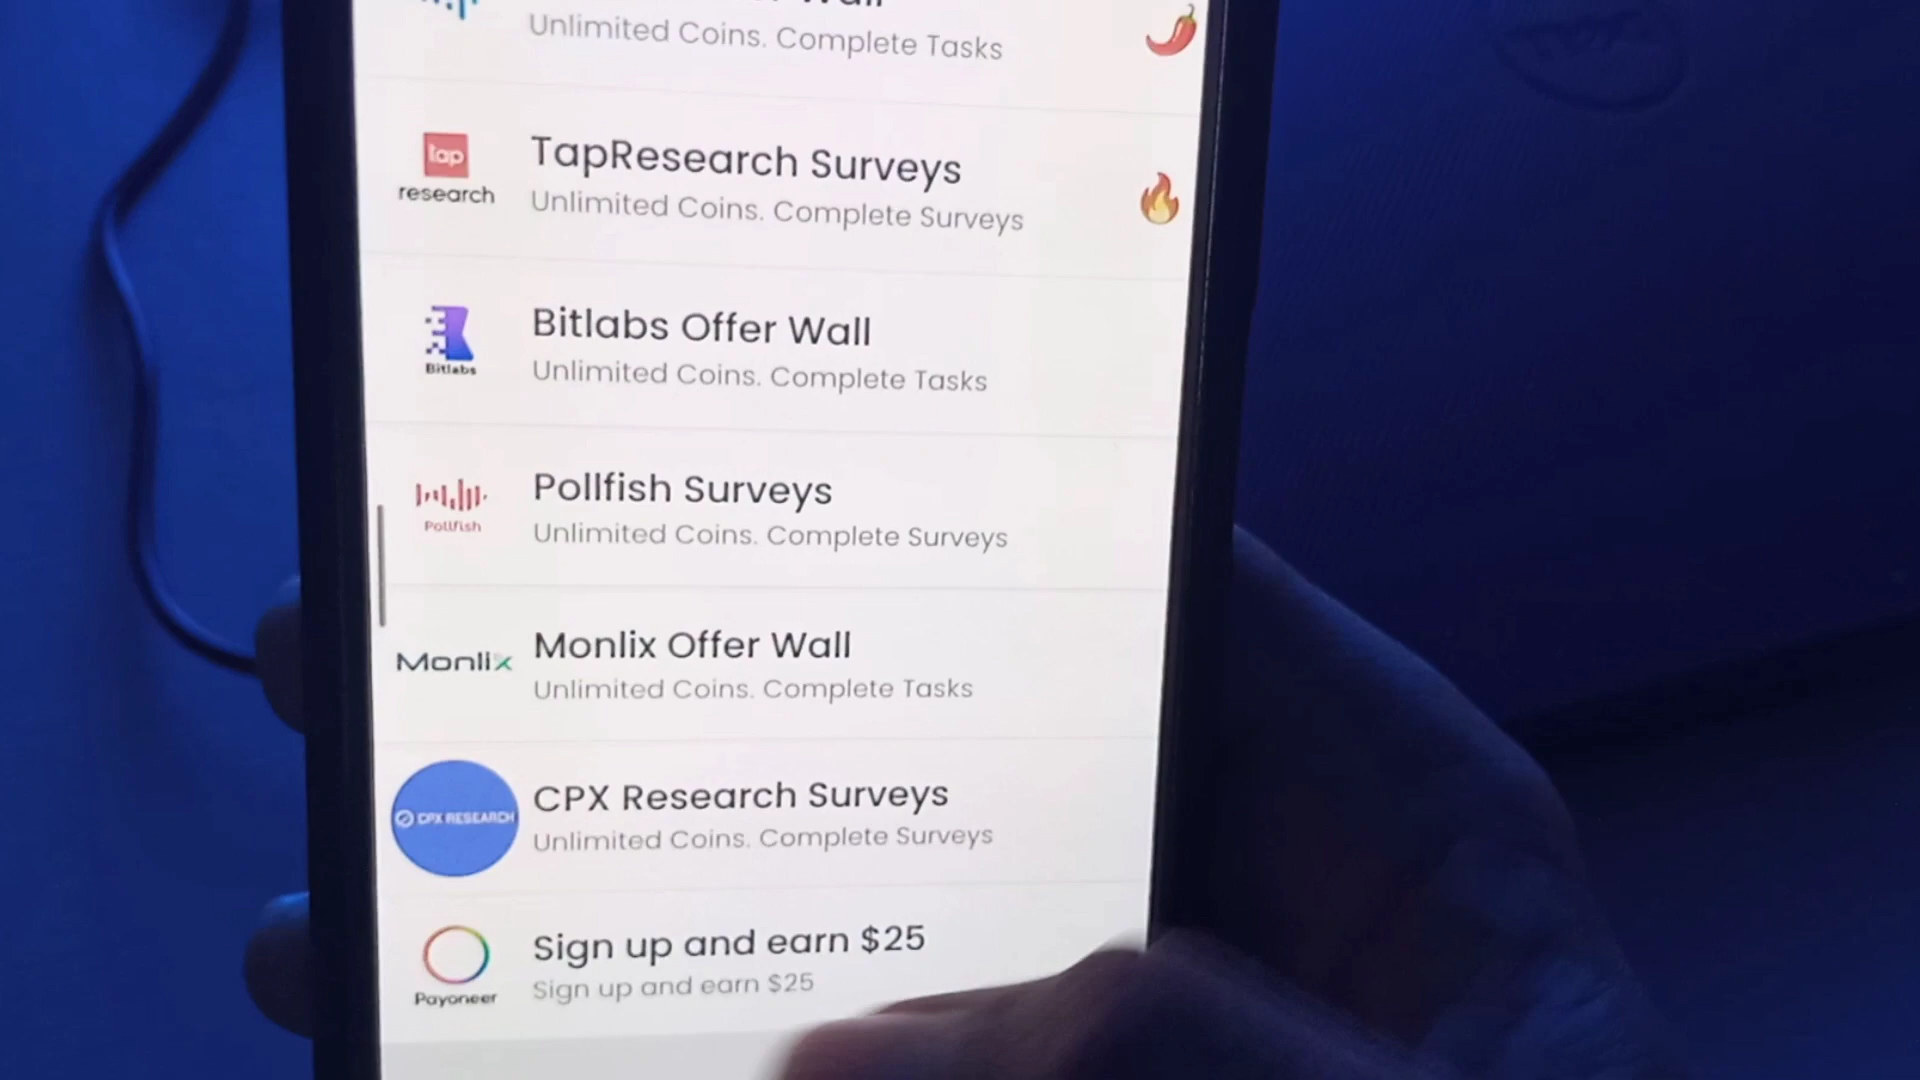 Wall
Unlimited Coins. Complete Tasks
tap
research
TapResearch Surveys
Unlimited Coins. Complete Surveys
Bitlabs
Bitlabs Offer Wall
Unlimited Coins. Complete Tasks
Pollfish
Pollfish Surveys
Unlimited Coins. Complete Surveys
Monlix
Monlix Offer Wall
Unlimited Coins. Complete Tasks
CPX RESEARCH
CPX Research Surveys
Unlimited Coins. Complete Surveys
Payoneer
Sign up and earn $25
Sign up and earn $25